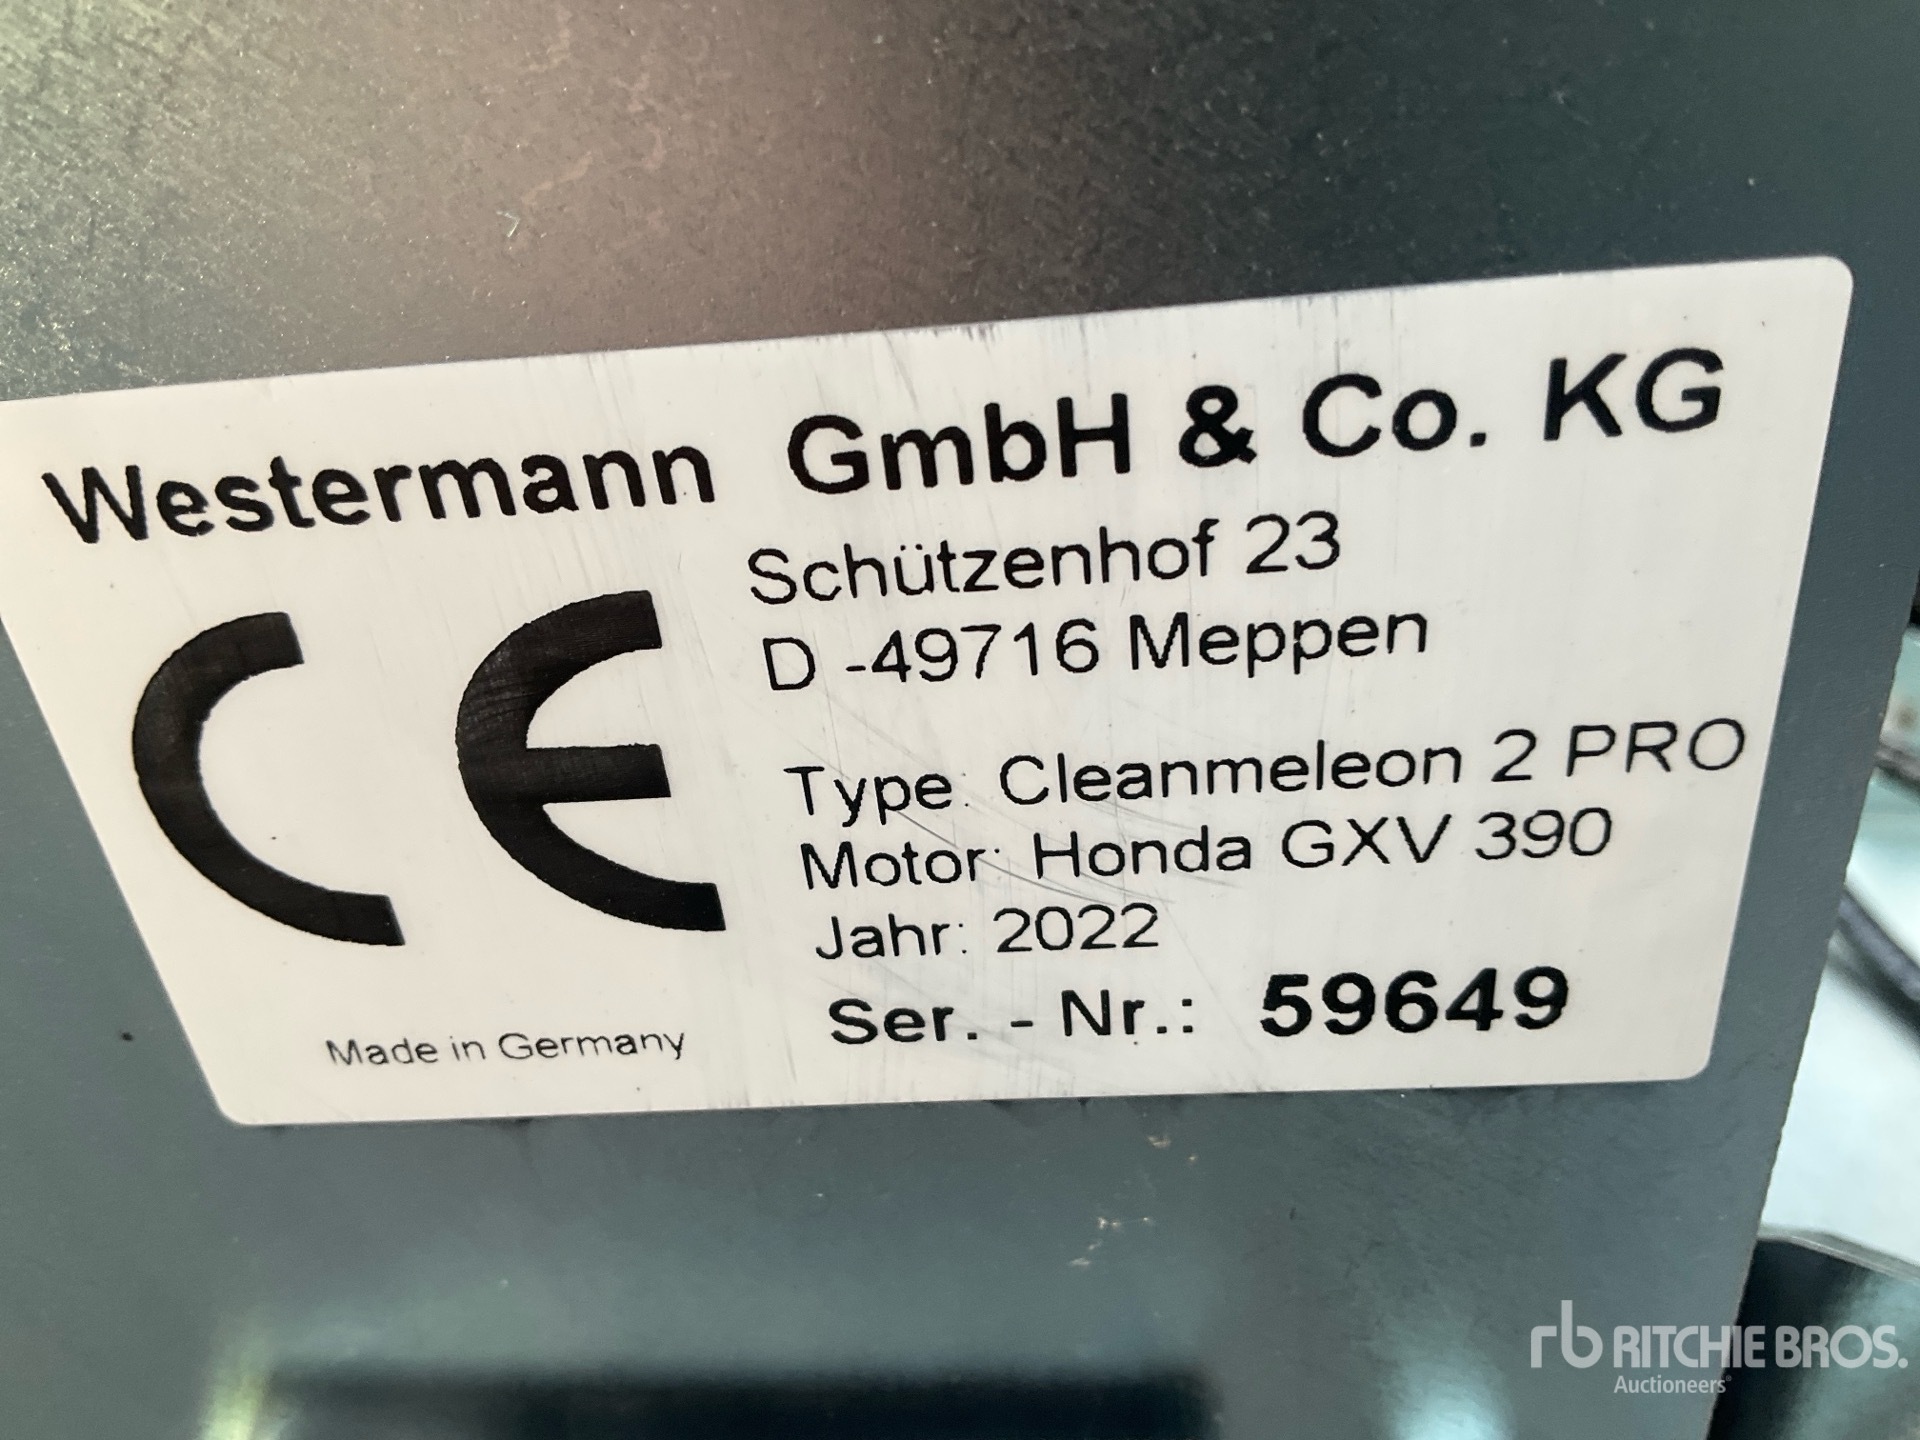 Westermann GmbH & Co. KG
Schützenhof 23
D -49716 Meppen
CE
Type: Cleanmeleon 2 PRO
Motor: Honda GXV 390
Jahr: 2022
Ser. - Nr.: 59649
Made in Germany
rb RITCHIE BROS.
Auctioneers